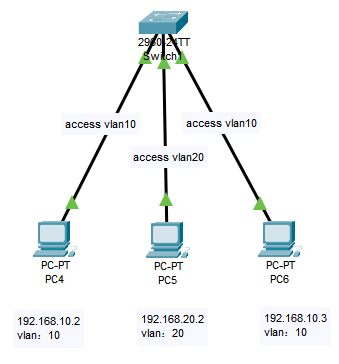 2960-24TT
Switch1
access vlan10
access vlan10
access vlan20
PC-PT
PC4
PC-PT
PC5
PC-PT
PC6
192.168.10.2
vlan：10
192.168.20.2
vlan：20
192.168.10.3
vlan：10